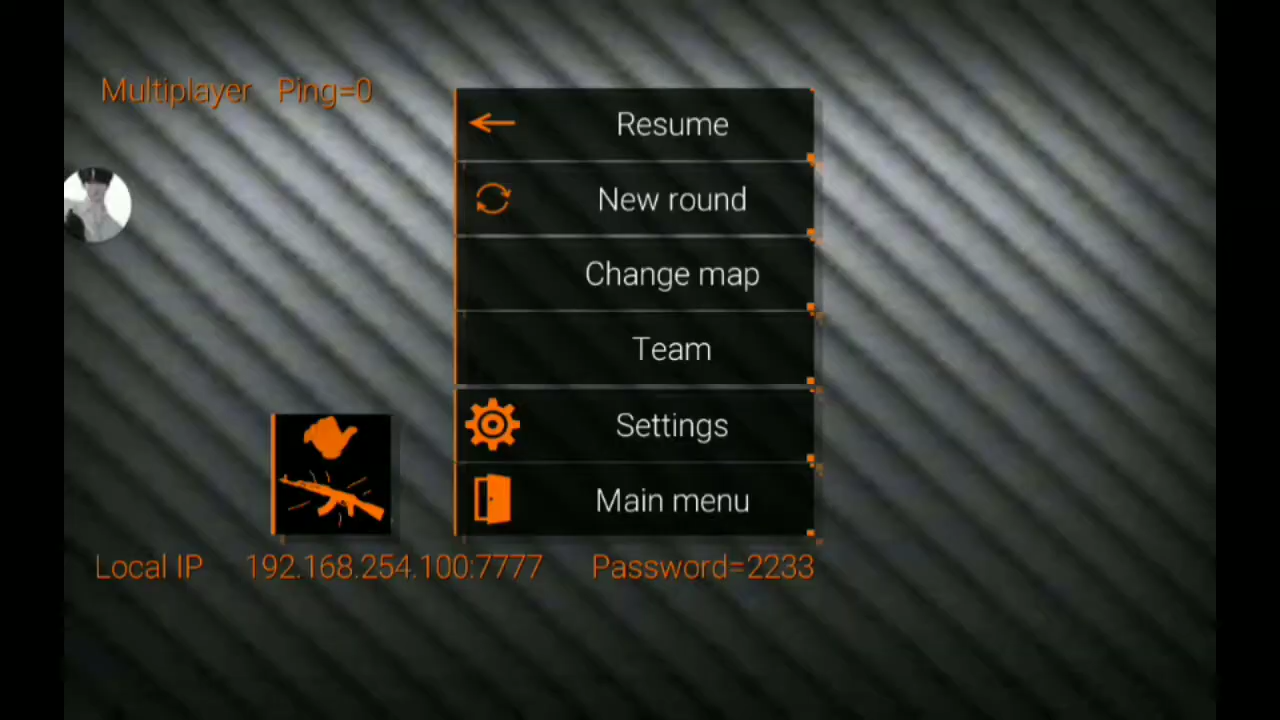 Multiplayer Ping=0
Resume
New round
Change map
Team
Settings
Main menu
Local IP 192.168.254.100:7777 Password=2233